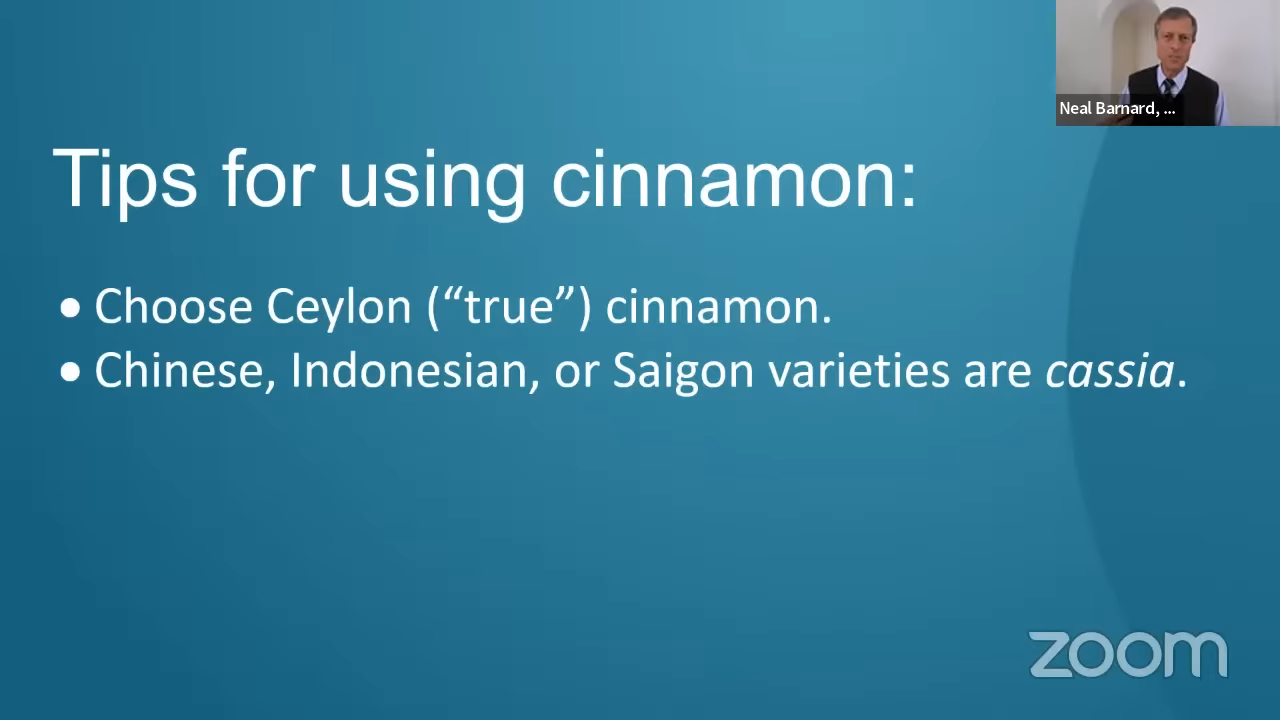 Neal Barnard, ...
Tips for using cinnamon:
• Choose Ceylon (“true”) cinnamon.
• Chinese, Indonesian, or Saigon varieties are cassia.
zoom